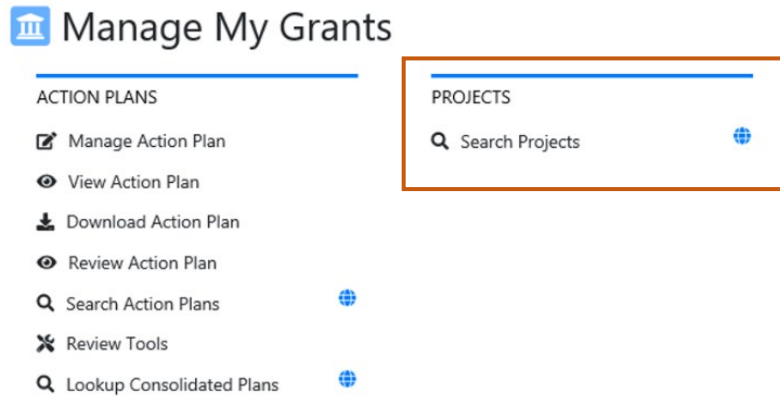 Manage My Grants
ACTION PLANS
Manage Action Plan
View Action Plan
Download Action Plan
Review Action Plan
Search Action Plans
Review Tools
Lookup Consolidated Plans
PROJECTS
Search Projects